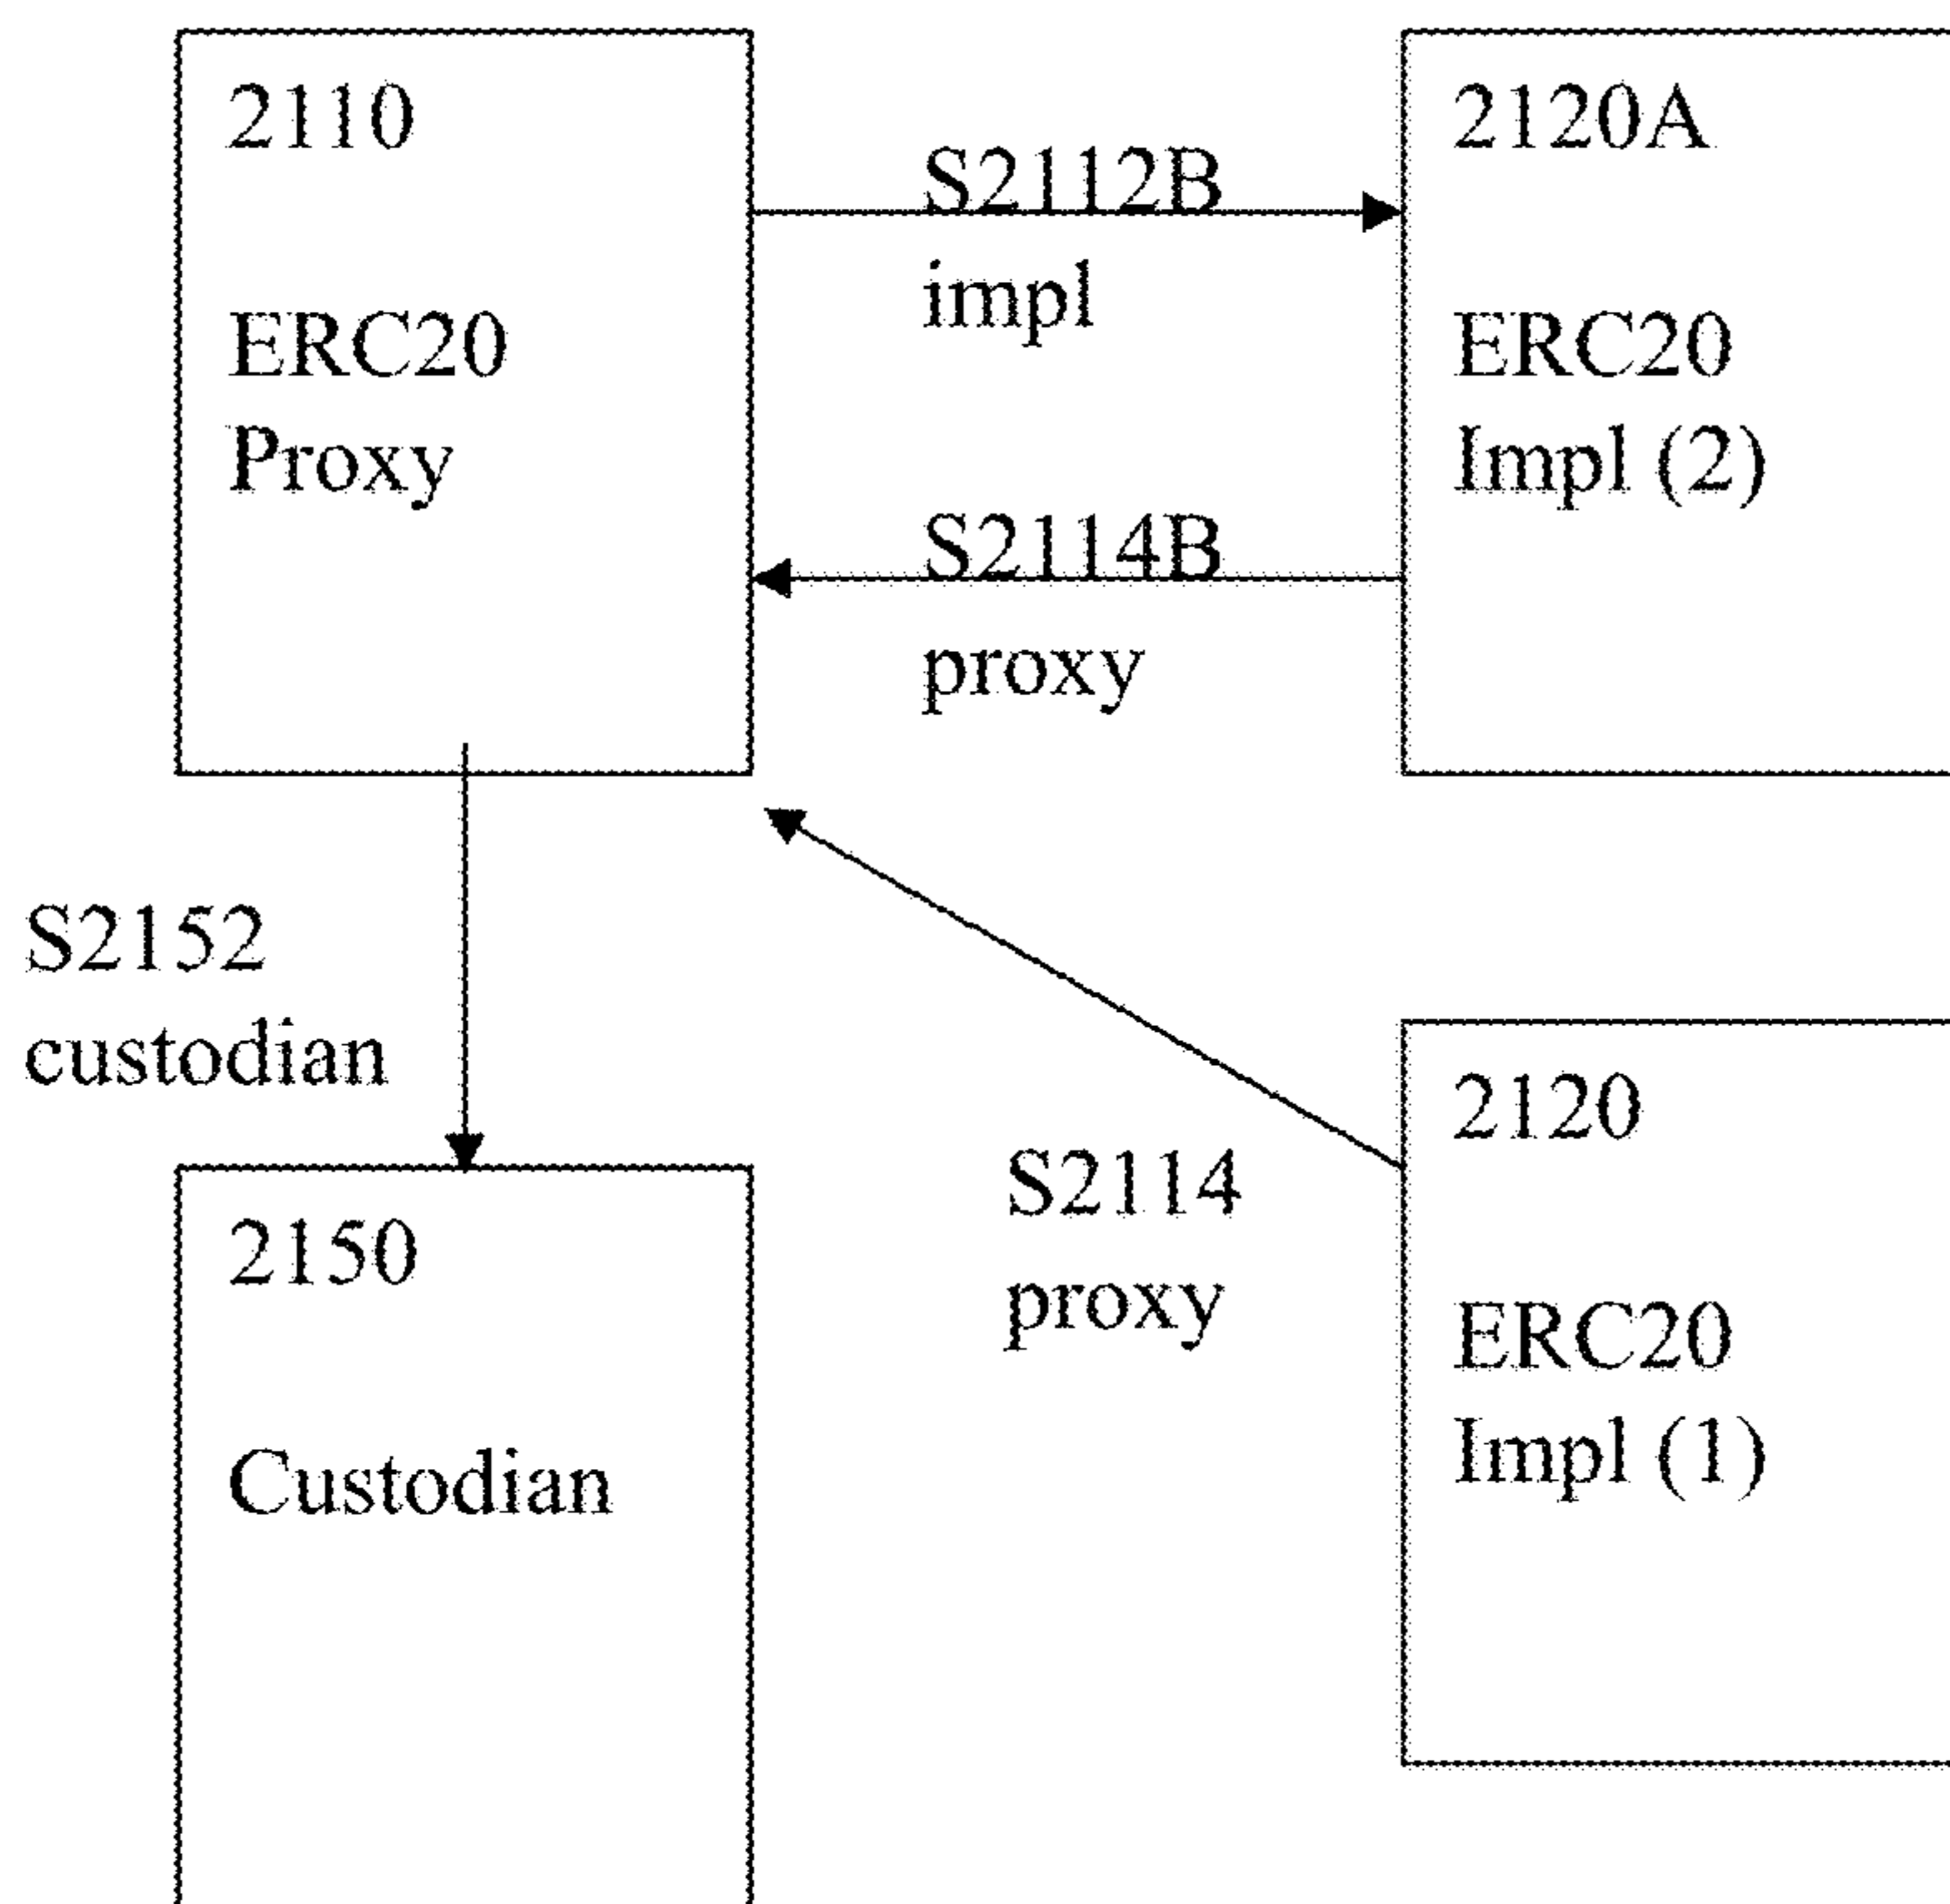 2110
ERC20
Proxy
S2112B
impl
S2114B
proxy
2120A
ERC20
Impl (2)
S2152
custodian
2150
Custodian
S2114
proxy
2120
ERC20
Impl (1)